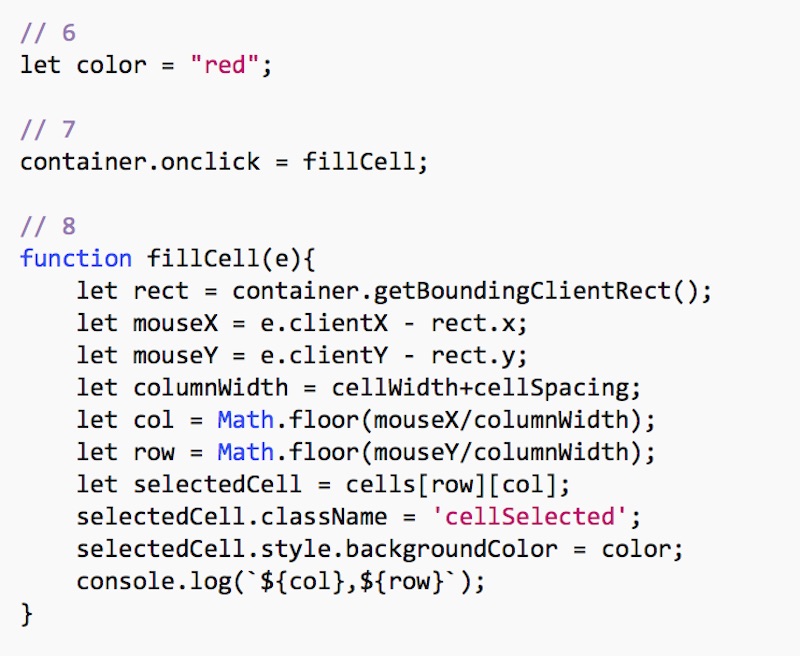 // 6
let color = "red";
// 7
container.onclick = fillCell;
// 8
function fillCell(e){
    let rect = container.getBoundingClientRect();
    let mouseX = e.clientX - rect.x;
    let mouseY = e.clientY - rect.y;
    let columnWidth = cellWidth+cellSpacing;
    let col = Math.floor(mouseX/columnWidth);
    let row = Math.floor(mouseY/columnWidth);
    let selectedCell = cells[row][col];
    selectedCell.className = 'cellSelected';
    selectedCell.style.backgroundColor = color;
    console.log(`${col},${row}`);
}